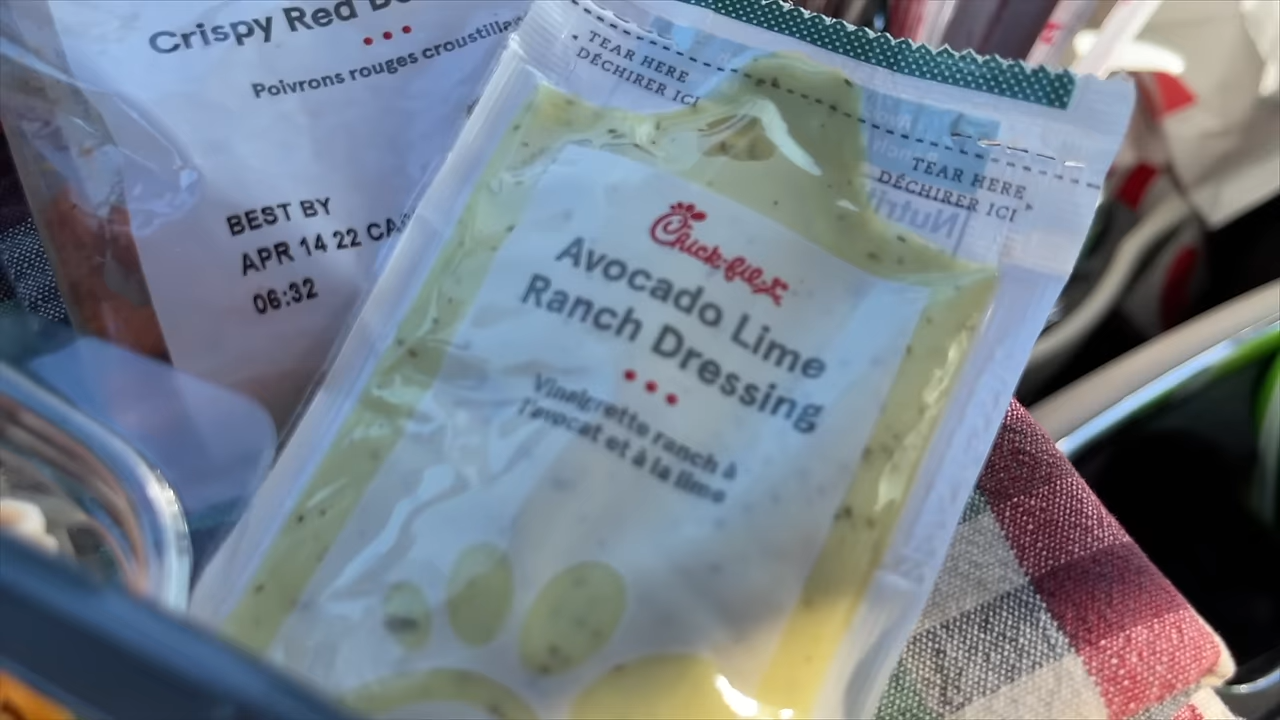 Crispy Red
Poivrons rouges
BEST BY
APR 14 22 CA
06:32
TEAR HERE
DÉCHIRER ICI
TEAR HERE
DÉCHIRER ICI
Chick-fil-A
Avocado Lime
Ranch Dressing
Vinaigrette ranch à
l'avocat et à la lime